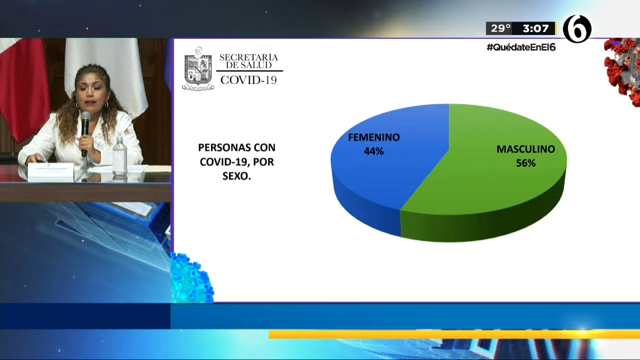 29° 3:07 6
#QuédateEnEl6
SECRETARIA
DE SALUD
COVID-19
PERSONAS CON
COVID-19, POR
SEXO.
FEMENINO
44%
MASCULINO
56%